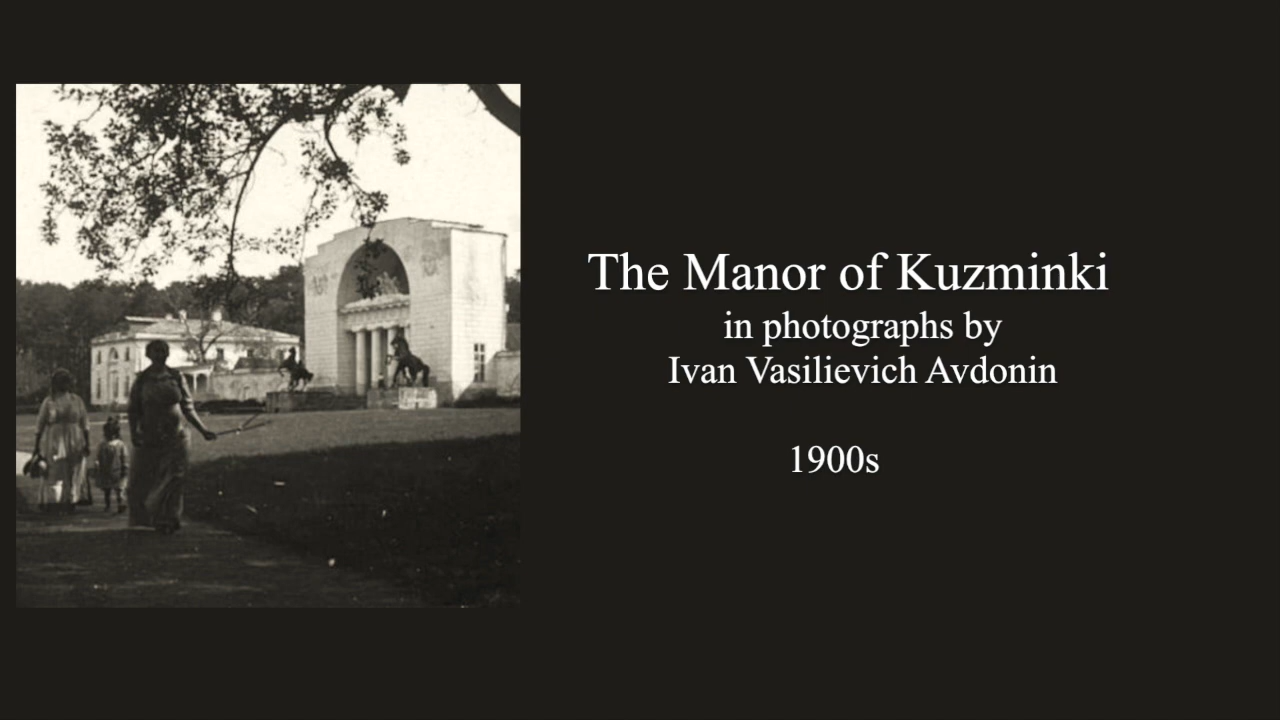 The Manor of Kuzminki
in photographs by
Ivan Vasilievich Avdonin
1900s